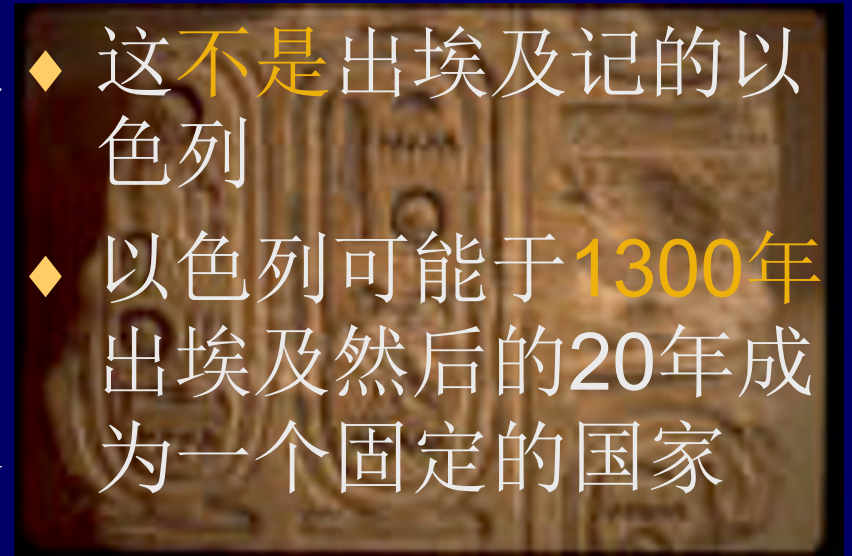 这不是出埃及记的以
色列
以色列可能于1300年
出埃及然后的20年成
为一个固定的国家